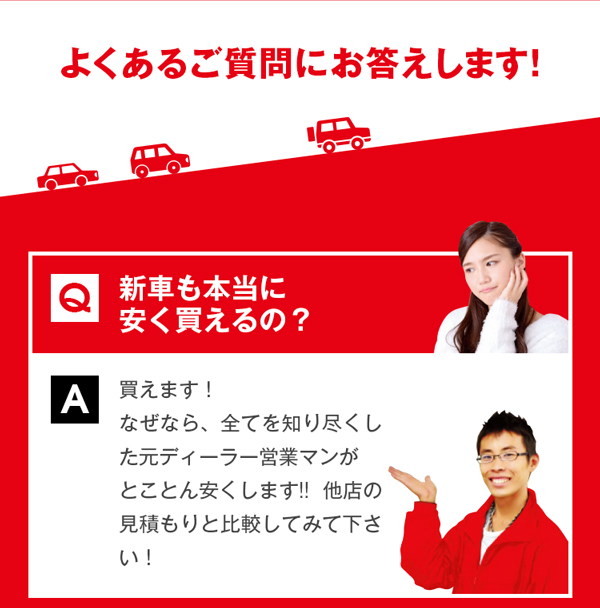 よくあるご質問にお答えします!
Q
新車も本当に
安く買えるの？
A
買えます！
なぜなら、全てを知り尽くし
た元ディーラー営業マンが
とことん安くします!! 他店の
見積もりと比較してみて下さ
い！